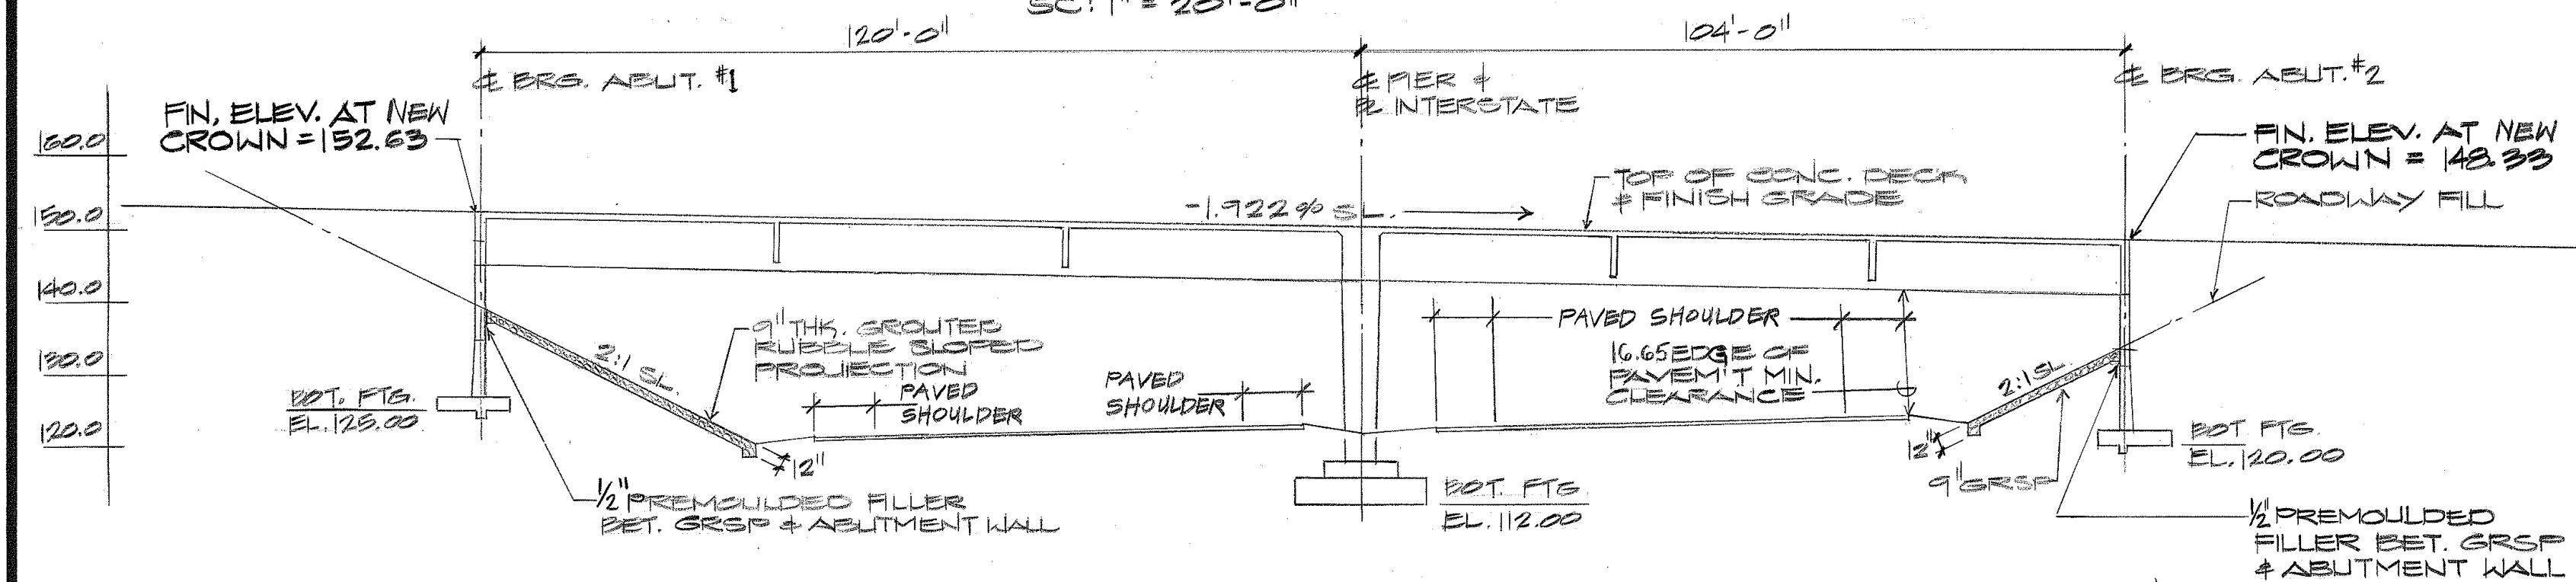 SC: 1" = 20'-0"
120'-0"
104'-0"
℄ BRG. ABUT. #1
℄ PIER &
℄ INTERSTATE
℄ BRG. ABUT. #2
FIN. ELEV. AT NEW
CROWN = 152.63
FIN. ELEV. AT NEW
CROWN = 148.33
ROADWAY FILL
160.0
150.0
140.0
130.0
120.0
TOP OF CONC. DECK
& FINISH GRADE
-1.922% SL.
2:1 SL.
9" THK. GROUTED
RUBBLE SLOPED
PROJECTION
PAVED
SHOULDER
PAVED
SHOULDER
PAVED SHOULDER
16.65 EDGE OF
PAVEM'T MIN.
CLEARANCE
2:1 SL.
BOT. FTG.
EL. 125.00
12"
1/2" PREMOULDED FILLER
BET. GRSP & ABUTMENT WALL
BOT. FTG.
EL. 112.00
12"
9" GRSP
BOT FTG.
EL. 120.00
1/2" PREMOULDED
FILLER BET. GRSP
& ABUTMENT WALL